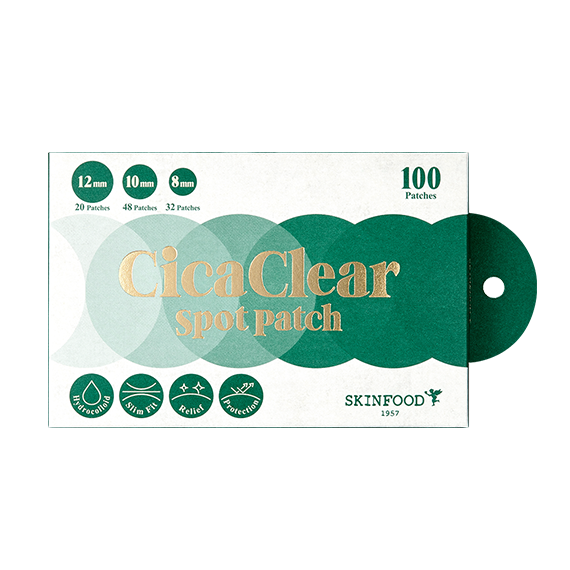 12mm 10mm 8mm
20 Patches 48 Patches 32 Patches
100
Patches
CicaClear
Spot Patch
Hydrocolloid Slim Fit Relief Protection
SKINFOOD
1957